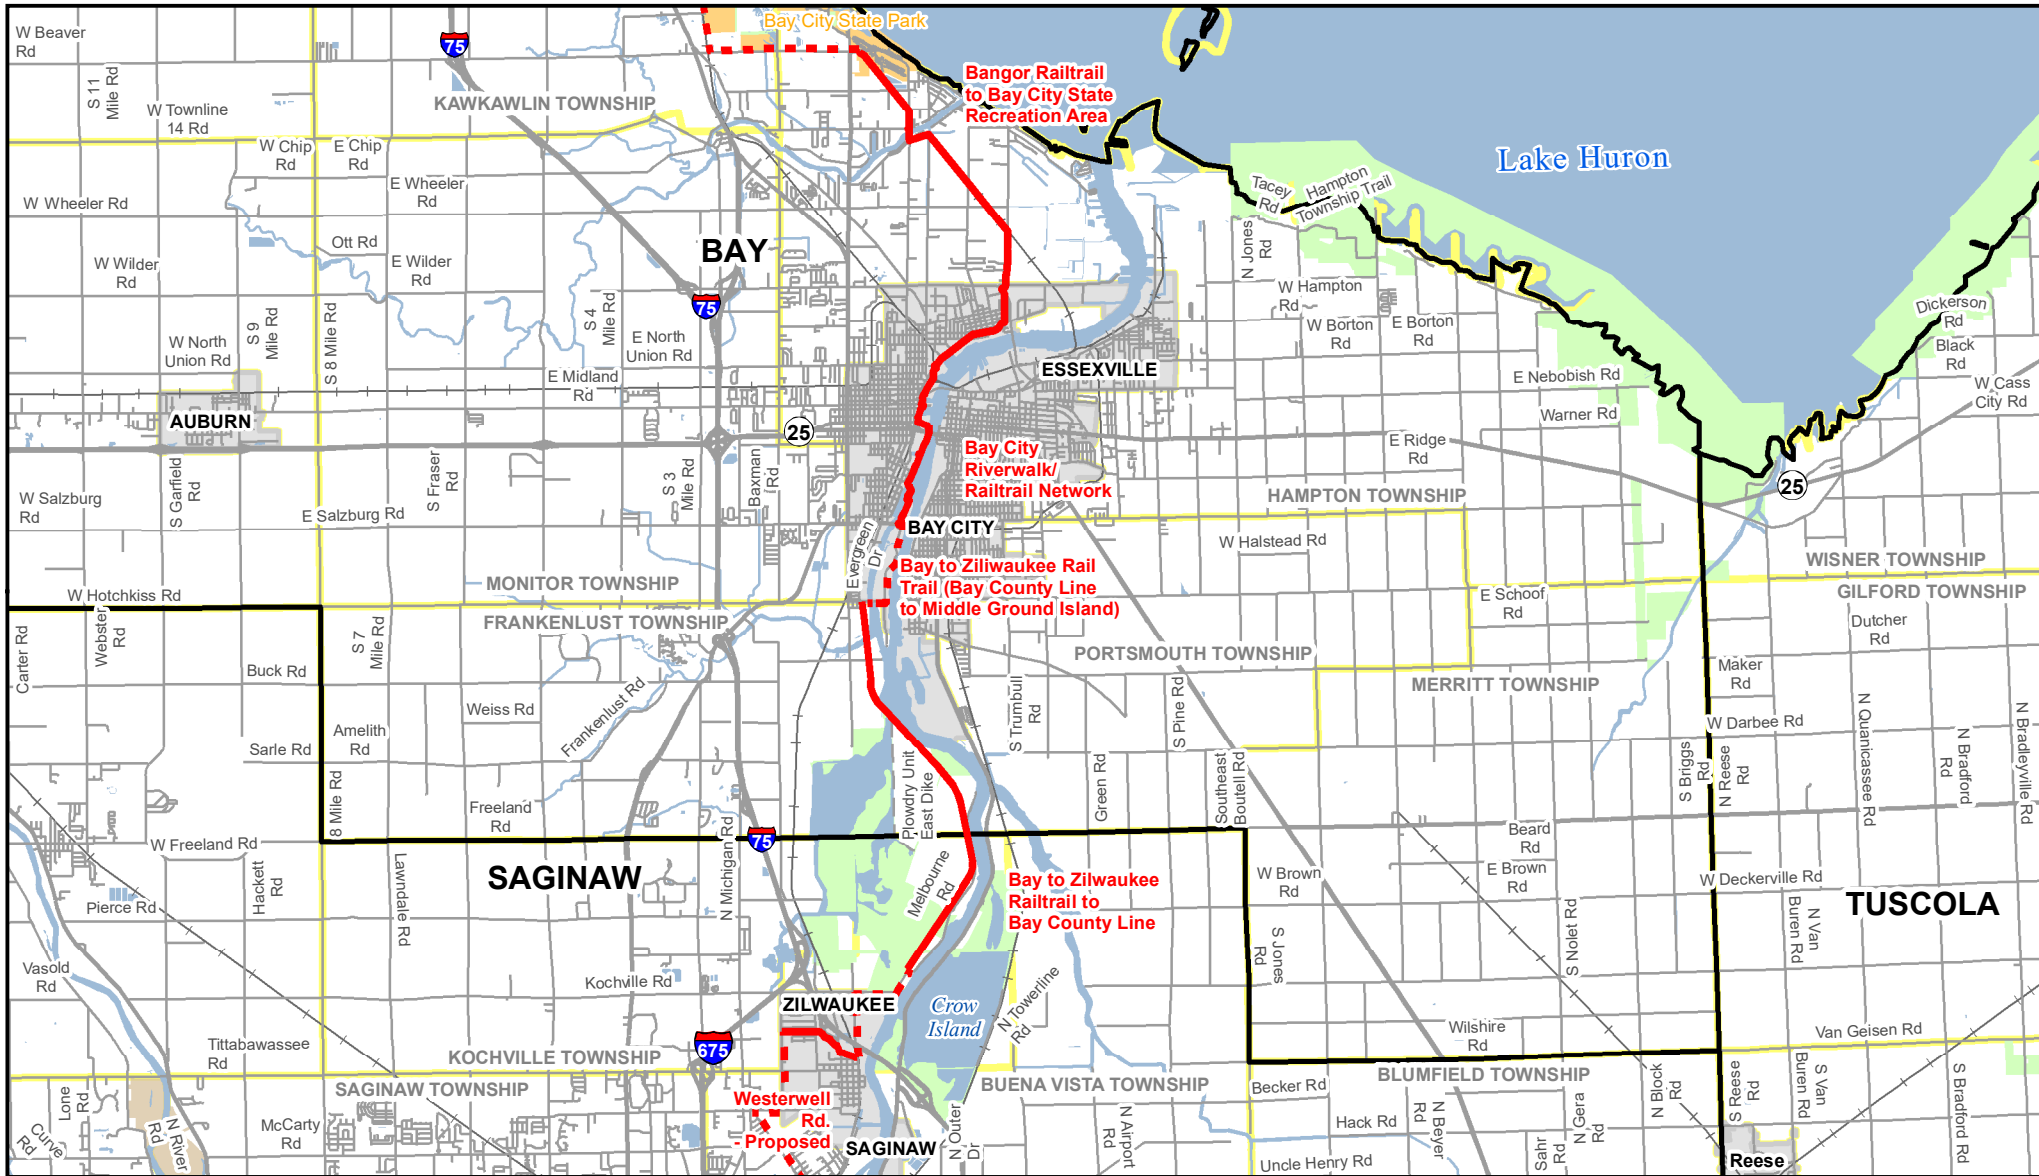 W Beaver
Rd
75
Bay City State Park
S 11
Mile Rd
W Townline
14 Rd
KAWKAWLIN TOWNSHIP
Bangor Railtrail
to Bay City State
Recreation Area
W Chip
Rd
E Chip
Rd
Lake Huron
W Wheeler Rd
E Wheeler
Rd
Tacey
Rd
Hampton
Township Trail
Ott Rd
BAY
N Jones
Rd
W Wilder
Rd
E Wilder
Rd
W Hampton
Rd
75
S 9
Mile Rd
S 8 Mile Rd
S 4
Mile Rd
W North
Union Rd
E North
Union Rd
W Borton
Rd
E Borton
Rd
Dickerson
Rd
Black
Rd
E Midland
Rd
ESSEXVILLE
E Nebobish Rd
W Cass
City Rd
AUBURN
25
Warner Rd
E Ridge
Rd
Bay City
Riverwalk/
Railtrail Network
W Salzburg
Rd
S Garfield
Rd
E Salzburg Rd
S Fraser
Rd
S 3
Mile Rd
Baxman
Rd
HAMPTON TOWNSHIP
25
BAY CITY
Evergreen
Dr
W Halstead Rd
WISNER TOWNSHIP
Bay to Ziliwaukee Rail
Trail (Bay County Line
to Middle Ground Island)
MONITOR TOWNSHIP
W Hotchkiss Rd
E Schoof
Rd
GILFORD TOWNSHIP
FRANKENLUST TOWNSHIP
Carter Rd
Webster
Rd
S 7
Mile Rd
Dutcher
Rd
PORTSMOUTH TOWNSHIP
Buck Rd
Maker
Rd
MERRITT TOWNSHIP
Weiss Rd
Frankenlust Rd
S Trumbull
Rd
S Pine Rd
W Darbee Rd
N Quanicassee Rd
N Bradford
Rd
N Bradleyville Rd
Sarle Rd
Amelith
Rd
8 Mile Rd
Freeland
Rd
Plowdry Unit
East Dike
Green Rd
Southeast
Boutell Rd
S Briggs
Rd
N Reese
Rd
W Freeland Rd
75
Beard
Rd
SAGINAW
Hackett
Rd
Lawndale Rd
N Michigan Rd
Melbourne
Rd
Bay to Zilwaukee
Railtrail to
Bay County Line
W Brown
Rd
E Brown
Rd
W Deckerville Rd
TUSCOLA
Pierce Rd
S Jones
Rd
S Nolet Rd
N Van
Buren Rd
Vasold
Rd
Kochville Rd
ZILWAUKEE
Crow
Island
N Towerline
Rd
Wilshire
Rd
Van Geisen Rd
Tittabawassee
Rd
675
KOCHVILLE TOWNSHIP
SAGINAW TOWNSHIP
BUENA VISTA TOWNSHIP
Becker Rd
BLUMFIELD TOWNSHIP
Lone
Rd
Curve
Rd
N River
Rd
McCarty
Rd
Westerwell
Rd.
- Proposed
SAGINAW
N Outer
Dr
N Airport
Rd
Hack Rd
N Beyer
Rd
Sahr
Rd
N Gera
Rd
N Block
Rd
S Reese
Rd
S Van
Buren Rd
S Bradford Rd
Uncle Henry Rd
Reese